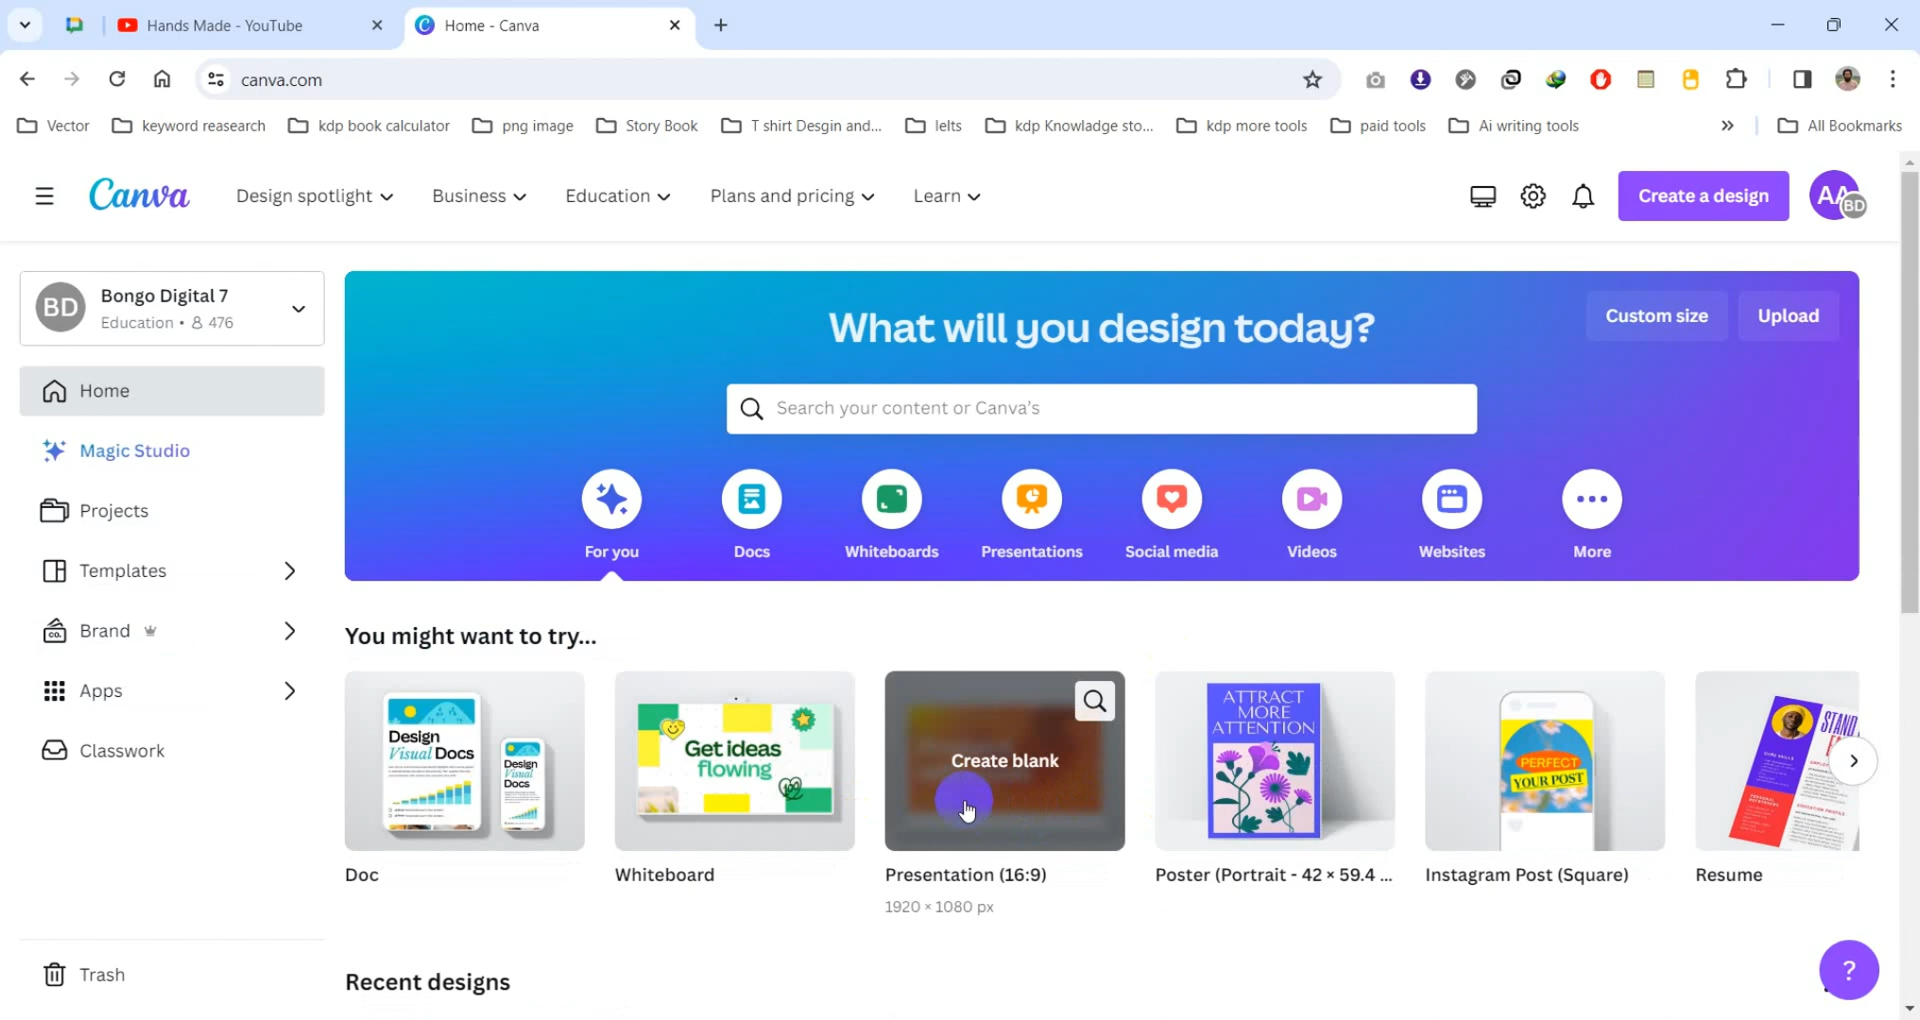 Hands Made - YouTube
Home - Canva
canva.com
Vector
keyword reasearch
kdp book calculator
png image
Story Book
T shirt Desgin and...
Ielts
kdp Knowladge sto...
kdp more tools
paid tools
Ai writing tools
All Bookmarks
Canva
Design spotlight
Business
Education
Plans and pricing
Learn
Create a design
AA
BD
BD
Bongo Digital 7
Education • 476
Home
Magic Studio
Projects
Templates
Brand
Apps
Classwork
Trash
What will you design today?
Custom size
Upload
Search your content or Canva's
For you
Docs
Whiteboards
Presentations
Social media
Videos
Websites
More
You might want to try...
Design
Visual Docs
Design
Visual
Docs
Doc
Get ideas
flowing
Whiteboard
Create blank
Presentation (16:9)
1920 × 1080 px
ATTRACT
MORE
ATTENTION
Poster (Portrait - 42 × 59.4 ...
PERFECT
YOUR POST
Instagram Post (Square)
STAND
Resume
Recent designs
?